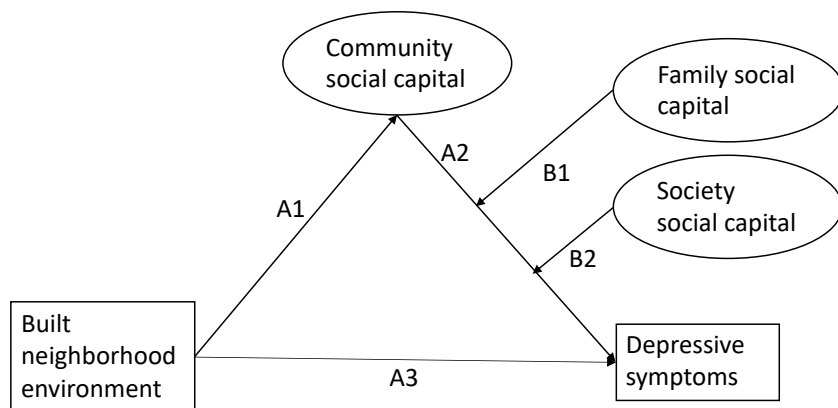 Community
social capital
Family social
capital
A2
B1
Society
social capital
A1
B2
Built
neighborhood
environment
Depressive
symptoms
A3